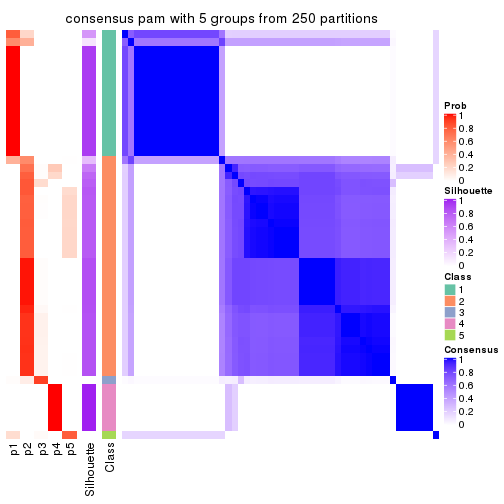 consensus pam with 5 groups from 250 partitions
Prob
1
0.8
0.6
0.4
0.2
0
Silhouette
1
0.8
0.6
0.4
0.2
0
Class
1
2
3
4
5
Consensus
1
0.8
0.6
0.4
0.2
0
p1
p2
p3
p4
p5
Silhouette
Class